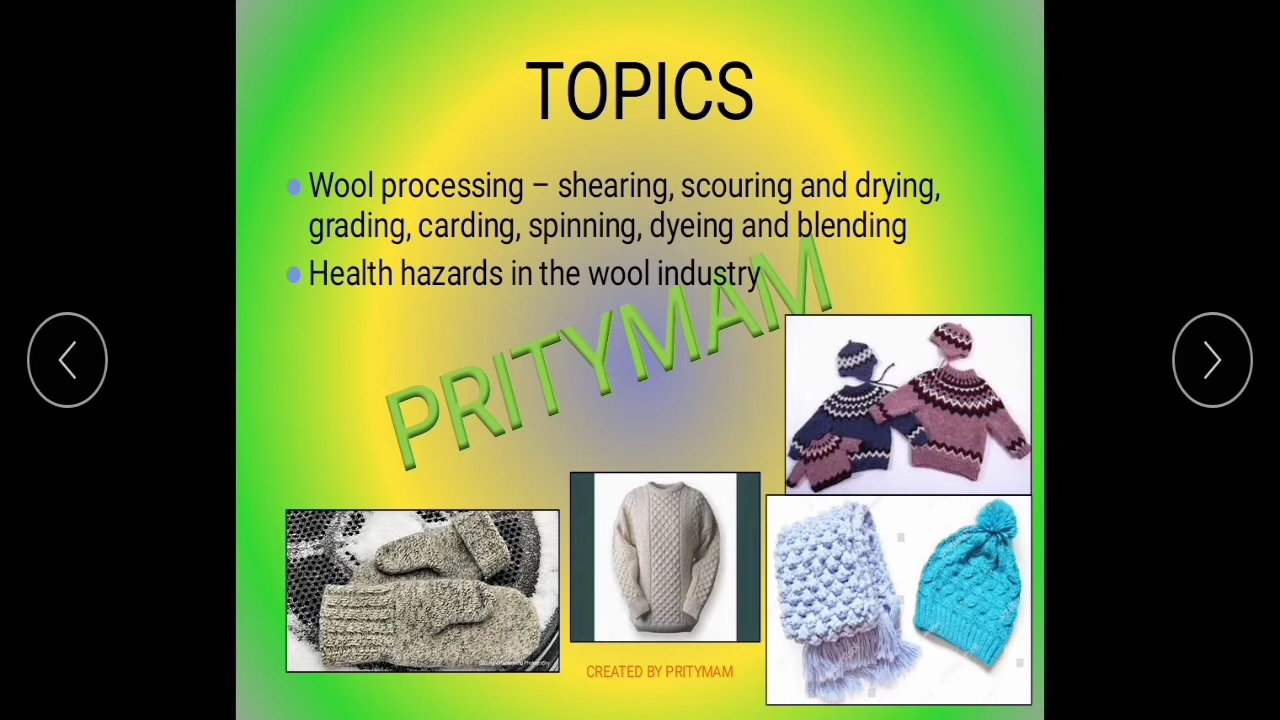 TOPICS
Wool processing – shearing, scouring and drying,
grading, carding, spinning, dyeing and blending
Health hazards in the wool industry
PRITYMAM
CREATED BY PRITYMAM